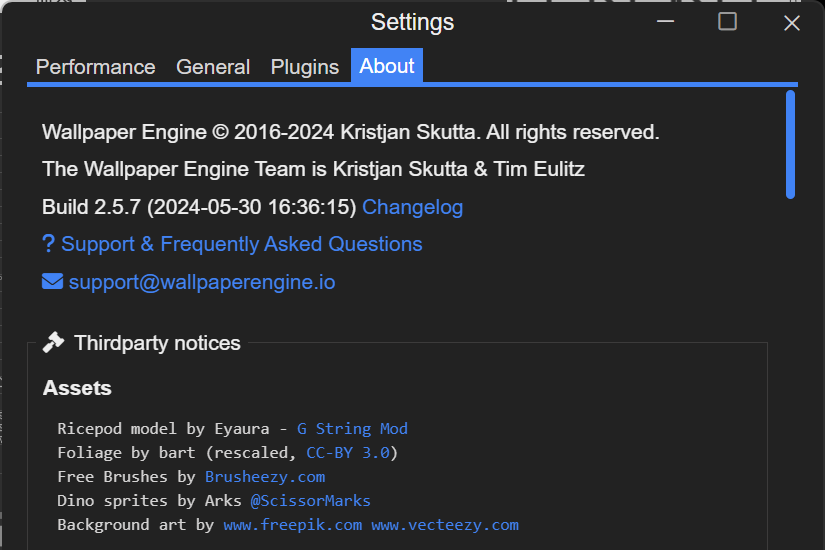 Settings
Performance General Plugins About
Wallpaper Engine © 2016-2024 Kristjan Skutta. All rights reserved.
The Wallpaper Engine Team is Kristjan Skutta & Tim Eulitz
Build 2.5.7 (2024-05-30 16:36:15) Changelog
? Support & Frequently Asked Questions
support@wallpaperengine.io
Thirdparty notices
Assets
Ricepod model by Eyaura - G String Mod
Foliage by bart (rescaled, CC-BY 3.0)
Free Brushes by Brusheezy.com
Dino sprites by Arks @ScissorMarks
Background art by www.freepik.com www.vecteezy.com